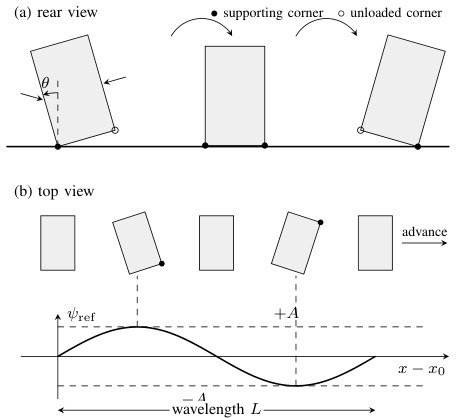 (a) rear view
● supporting corner ○ unloaded corner
θ
(b) top view
advance
ψref
+A
x − x0
− A
wavelength L